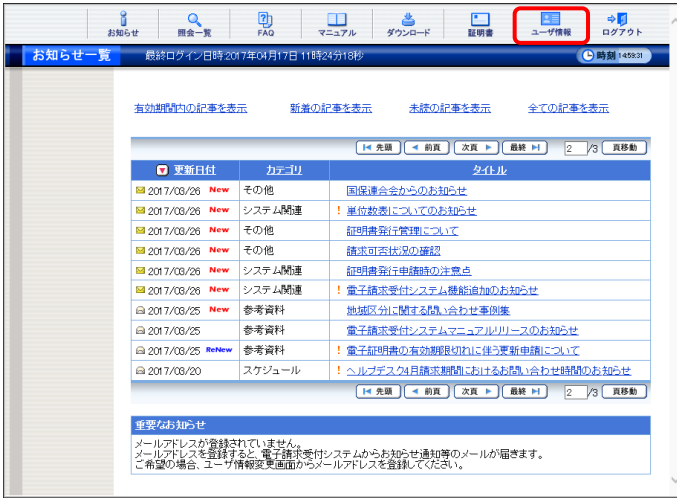 お知らせ 照会一覧 FAQ マニュアル ダウンロード 証明書 ユーザ情報 ログアウト
お知らせ一覧 最終ログイン日時:2017年04月17日 11時24分18秒 時刻 14:59:31
有効期間内の記事を表示 新着の記事を表示 未読の記事を表示 全ての記事を表示
先頭 前頁 次頁 最終 2 /3 頁移動
更新日付 カテゴリ タイトル
2017/03/26 New その他 国保連合会からのお知らせ
2017/03/26 New システム関連 ! 単位数表についてのお知らせ
2017/03/26 New その他 証明書発行管理について
2017/03/26 New その他 請求可否状況の確認
2017/03/26 New システム関連 証明書発行申請時の注意点
2017/03/26 New システム関連 ! 電子請求受付システム機能追加のお知らせ
2017/03/25 New 参考資料 地域区分に関する問い合わせ事例集
2017/03/25 参考資料 電子請求受付システムマニュアルリリースのお知らせ
2017/03/25 ReNew 参考資料 ! 電子証明書の有効期限切れに伴う更新申請について
2017/03/20 スケジュール ! ヘルプデスク4月請求期間におけるお問い合わせ時間のお知らせ
先頭 前頁 次頁 最終 2 /3 頁移動
重要なお知らせ
メールアドレスが登録されていません。
メールアドレスを登録すると、電子請求受付システムからお知らせ通知等のメールが届きます。
ご希望の場合、ユーザ情報変更画面からメールアドレスを登録してください。